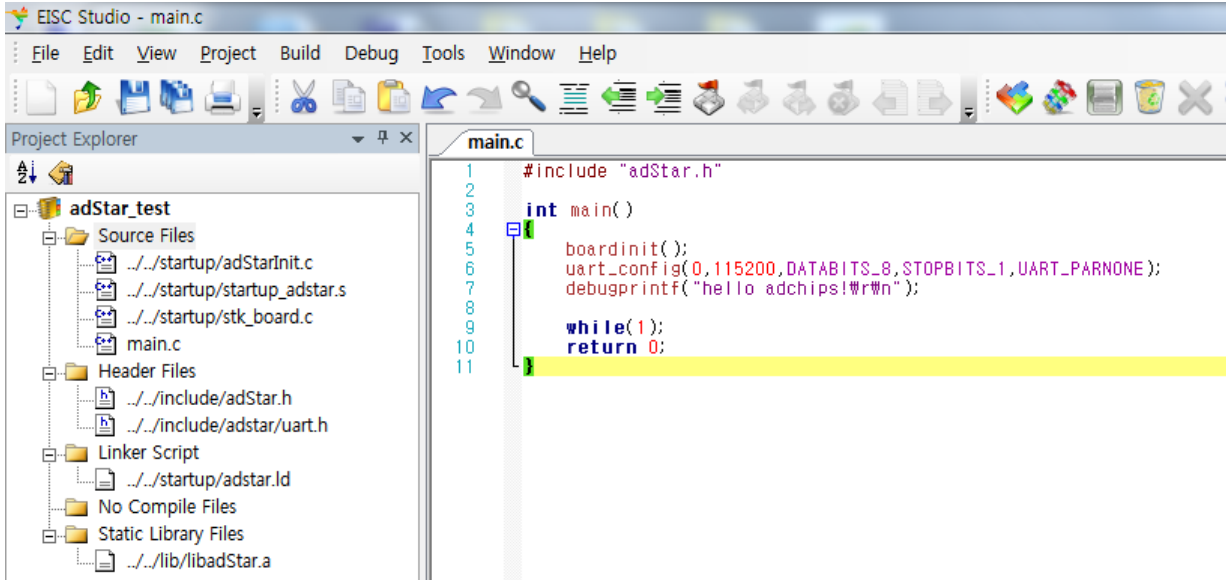 EISC Studio - main.c
File Edit View Project Build Debug Tools Window Help
Project Explorer
main.c
adStar_test
Source Files
../../startup/adStarInit.c
../../startup/startup_adstar.s
../../startup/stk_board.c
main.c
Header Files
../../include/adStar.h
../../include/adstar/uart.h
Linker Script
../../startup/adstar.ld
No Compile Files
Static Library Files
../../lib/libadStar.a
1 #include "adStar.h"
2
3 int main()
4 {
5 boardinit();
6 uart_config(0,115200,DATABITS_8,STOPBITS_1,UART_PARNONE);
7 debugprintf("hello adchips!₩r₩n");
8
9 while(1);
10 return 0;
11 }